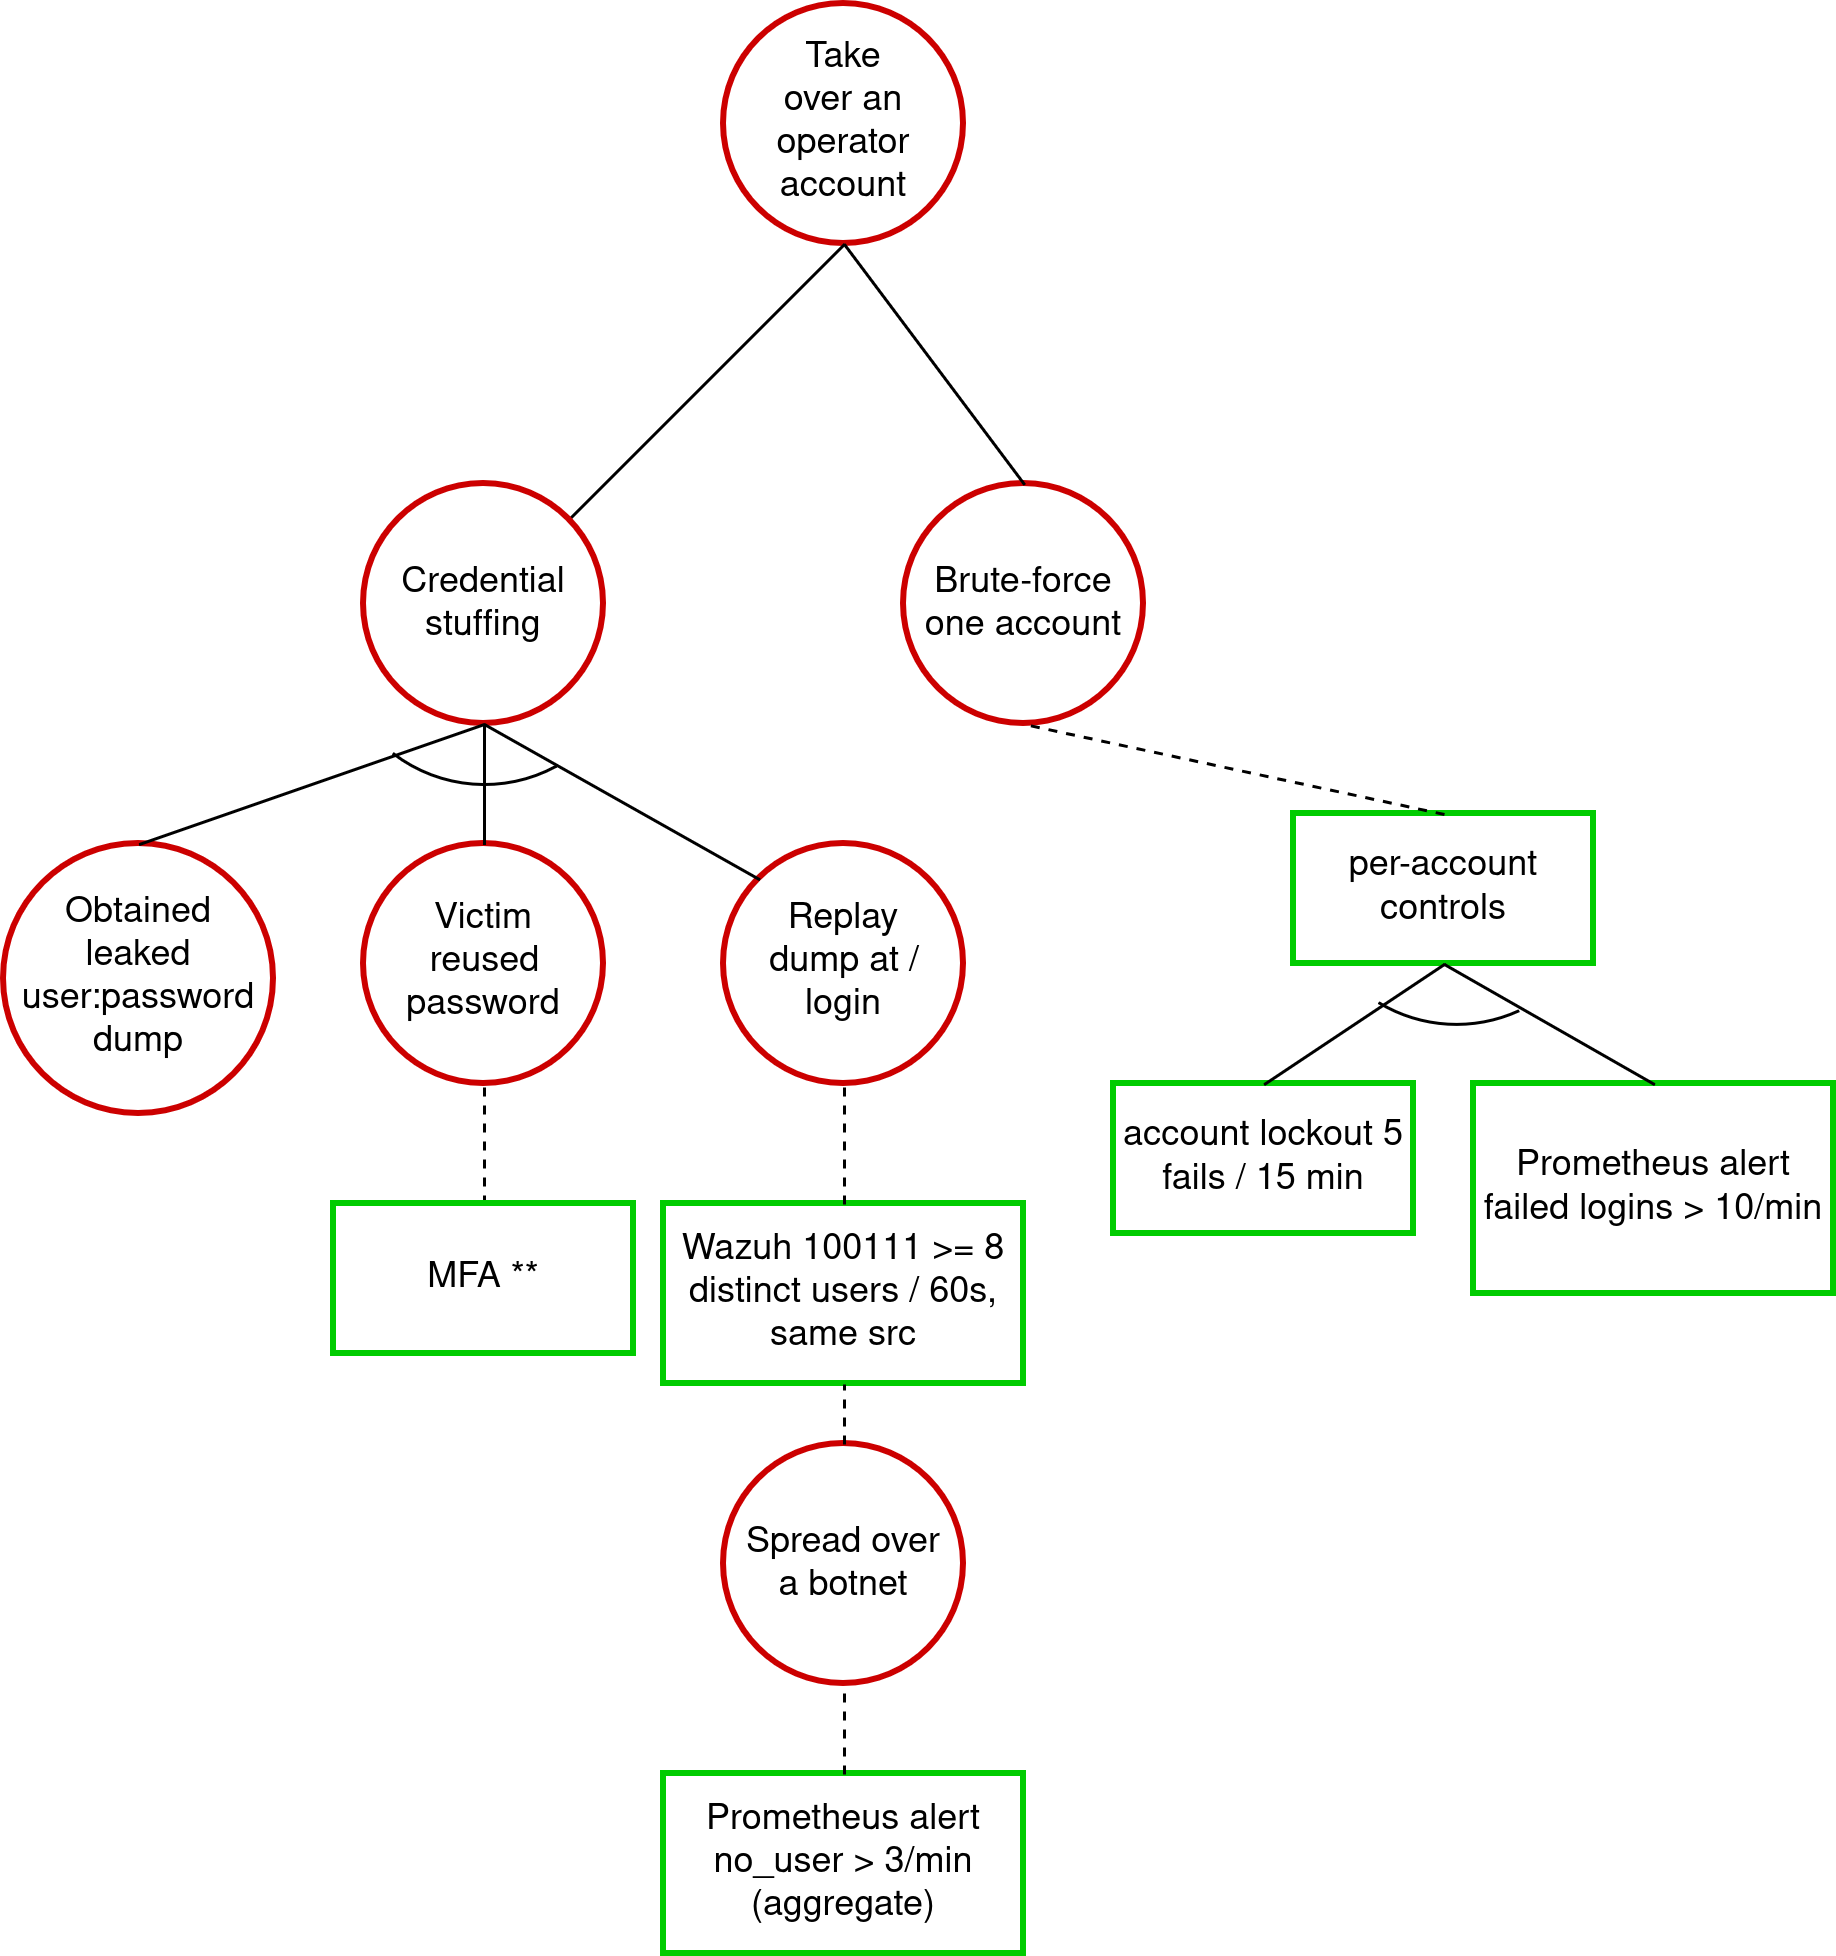 Take
over an
operator
account
Credential
stuffing
Brute-force
one account
Obtained
leaked
user:password
dump
Victim
reused
password
Replay
dump at /
login
per-account
controls
account lockout 5
fails / 15 min
Prometheus alert
failed logins > 10/min
MFA **
Wazuh 100111 >= 8
distinct users / 60s,
same src
Spread over
a botnet
Prometheus alert
no_user > 3/min
(aggregate)